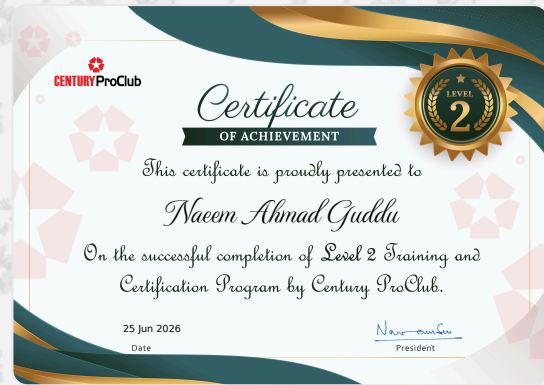 CENTURY ProClub
Certificate
OF ACHIEVEMENT
LEVEL
2
This certificate is proudly presented to
Naeem Ahmad Guddu
On the successful completion of Level 2 Training and
Certification Program by Century ProClub.
25 Jun 2026
Date
President